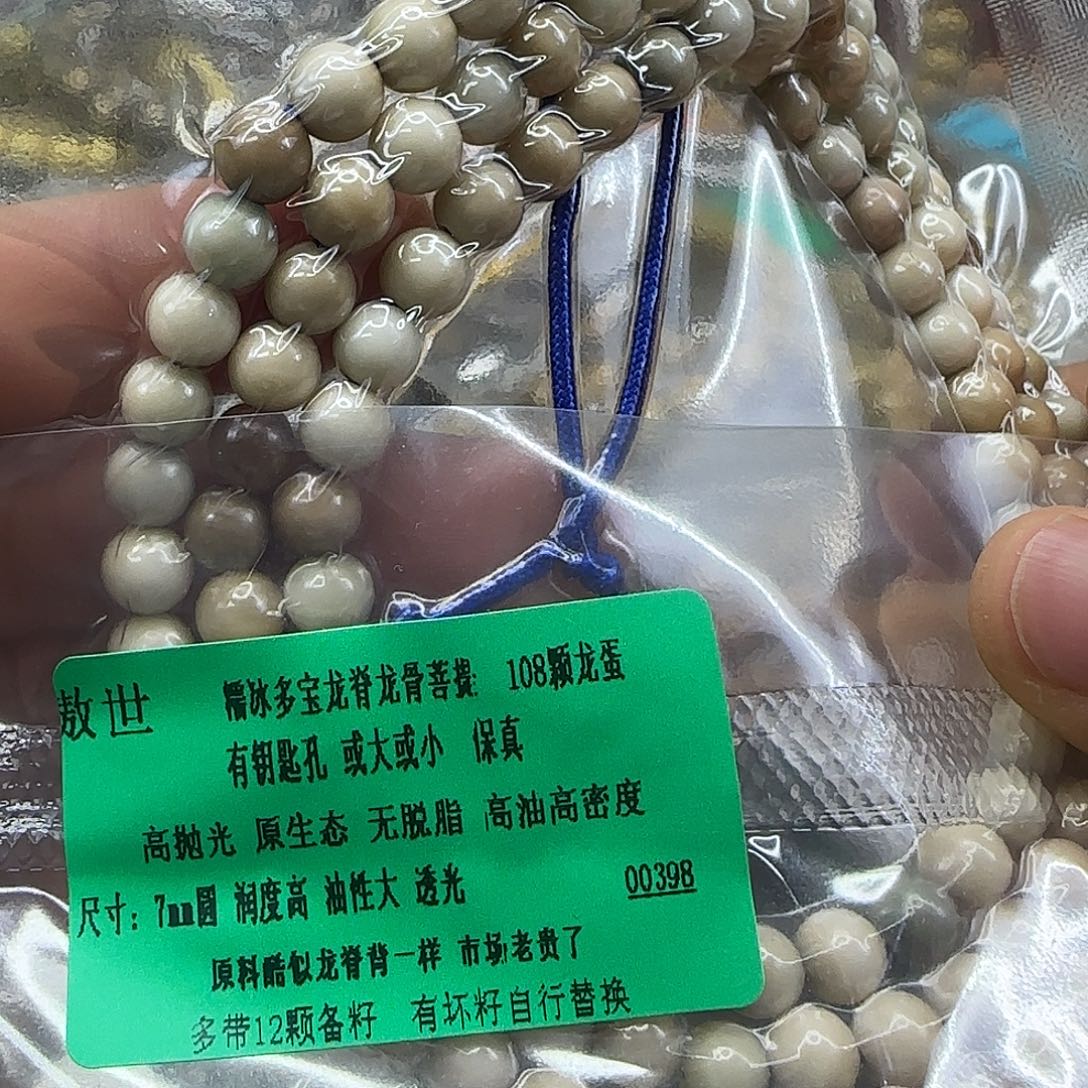 敖世 糯冰多宝龙脊龙骨菩提 108颗龙蛋
有钥匙孔 或大或小 保真
高抛光 原生态 无脱脂 高油高密度
尺寸：7mm圆 润度高 油性大 透光 00398
原料酷似龙脊背一样 市场老贵了
多带12颗备籽 有坏籽自行替换